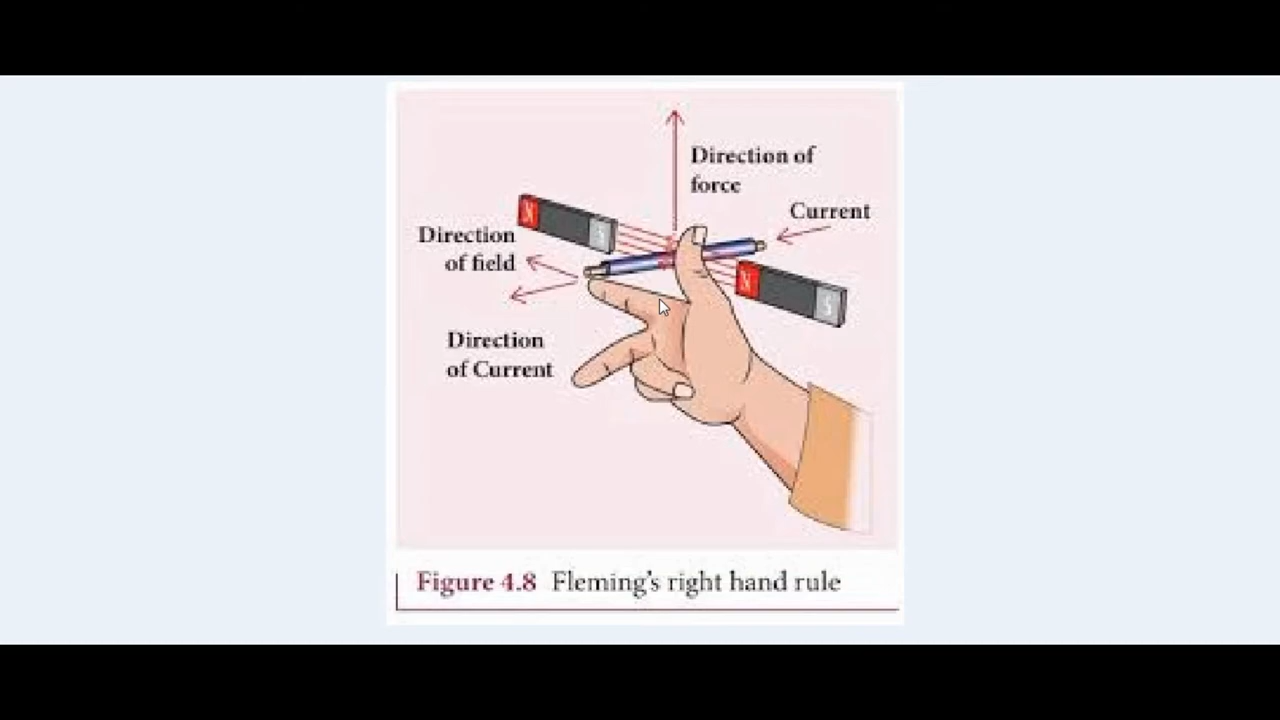 Direction of
force
Current
N
S
Direction
of field
N
S
Direction
of Current
Figure 4.8 Fleming's right hand rule